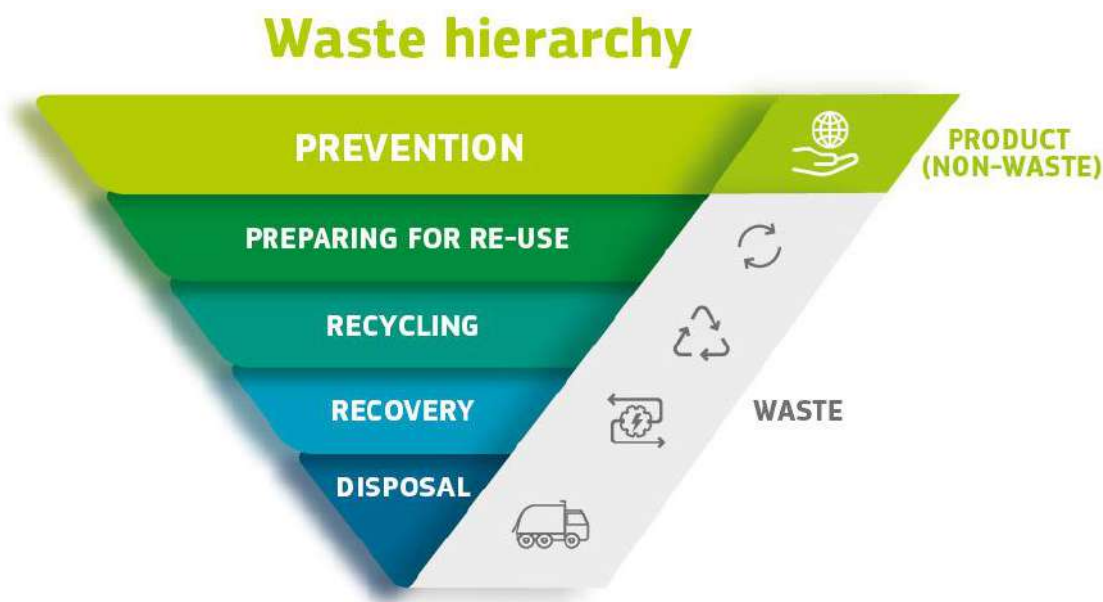 Waste hierarchy
PREVENTION
PRODUCT
(NON-WASTE)
PREPARING FOR RE-USE
RECYCLING
RECOVERY
WASTE
DISPOSAL